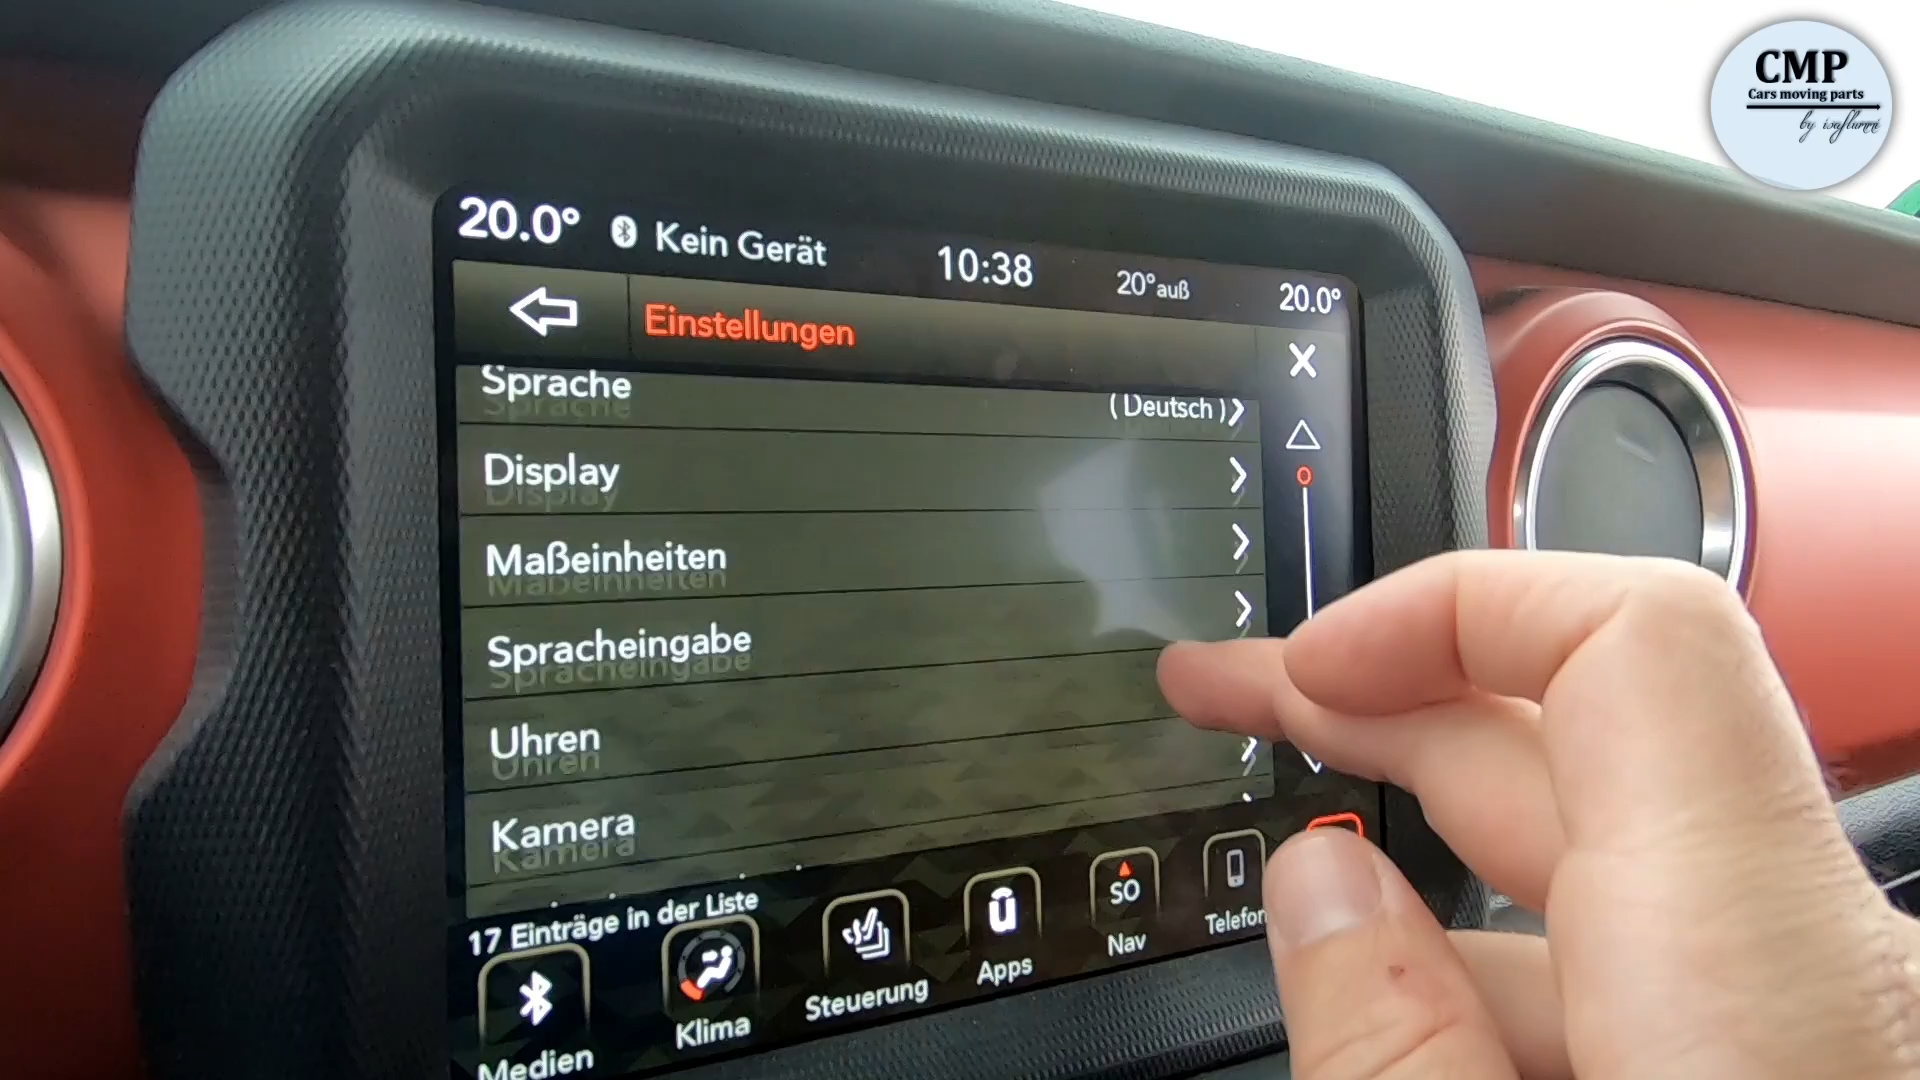 CMP
Cars moving parts
by isaflurmi
20.0°
Kein Gerät
10:38
20°auß
20.0°
Einstellungen
X
Sprache
( Deutsch )
Display
Maßeinheiten
Spracheingabe
Uhren
Kamera
17 Einträge in der Liste
Medien
Klima
Steuerung
Apps
SO
Nav
Telefon